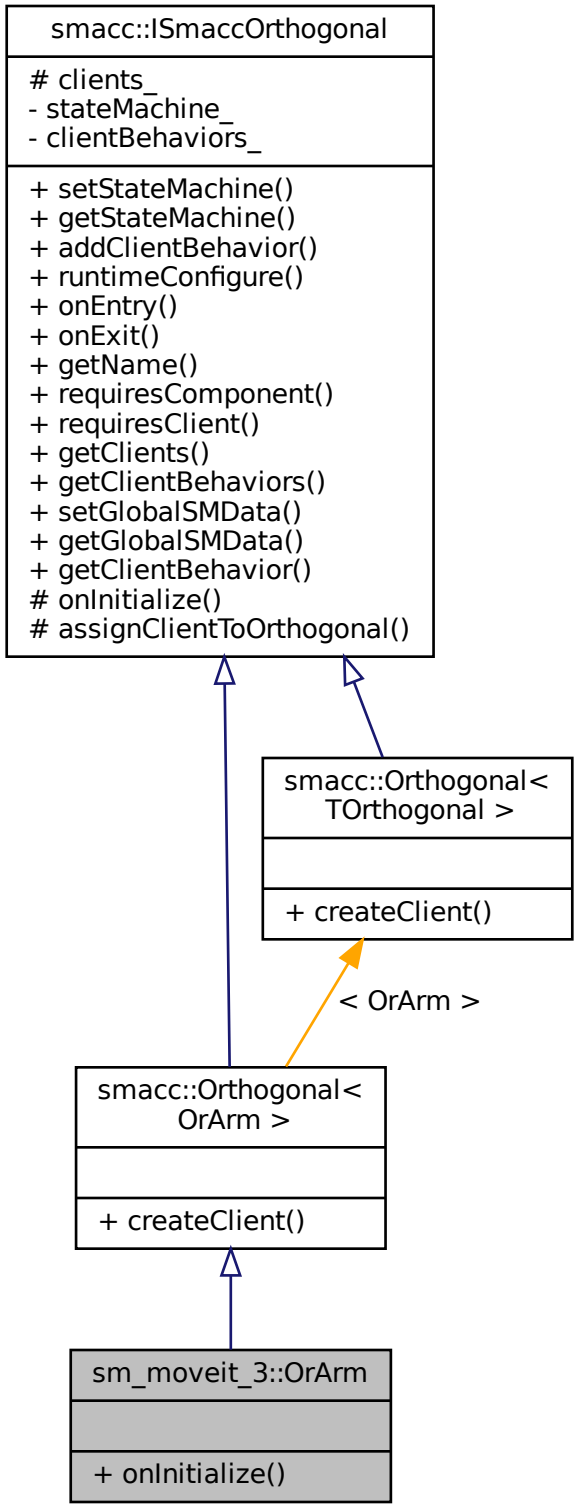 smacc::ISmaccOrthogonal
# clients_
- stateMachine_
- clientBehaviors_
+ setStateMachine()
+ getStateMachine()
+ addClientBehavior()
+ runtimeConfigure()
+ onEntry()
+ onExit()
+ getName()
+ requiresComponent()
+ requiresClient()
+ getClients()
+ getClientBehaviors()
+ setGlobalSMData()
+ getGlobalSMData()
+ getClientBehavior()
# onInitialize()
# assignClientToOrthogonal()
smacc::Orthogonal<
TOrthogonal >
+ createClient()
< OrArm >
smacc::Orthogonal<
OrArm >
+ createClient()
sm_moveit_3::OrArm
+ onInitialize()